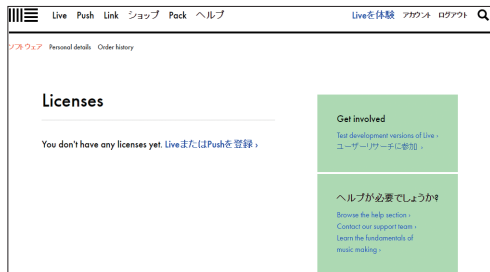 Live Push Link ショップ Pack ヘルプ Liveを体験 アカウント ログアウト
ソフトウェア Personal details Order history
Licenses
You don't have any licenses yet. LiveまたはPushを登録 ›
Get involved
Test development versions of Live ›
ユーザーリサーチに参加 ›
ヘルプが必要でしょうか?
Browse the help section ›
Contact our support team ›
Learn the fundamentals of
music making ›